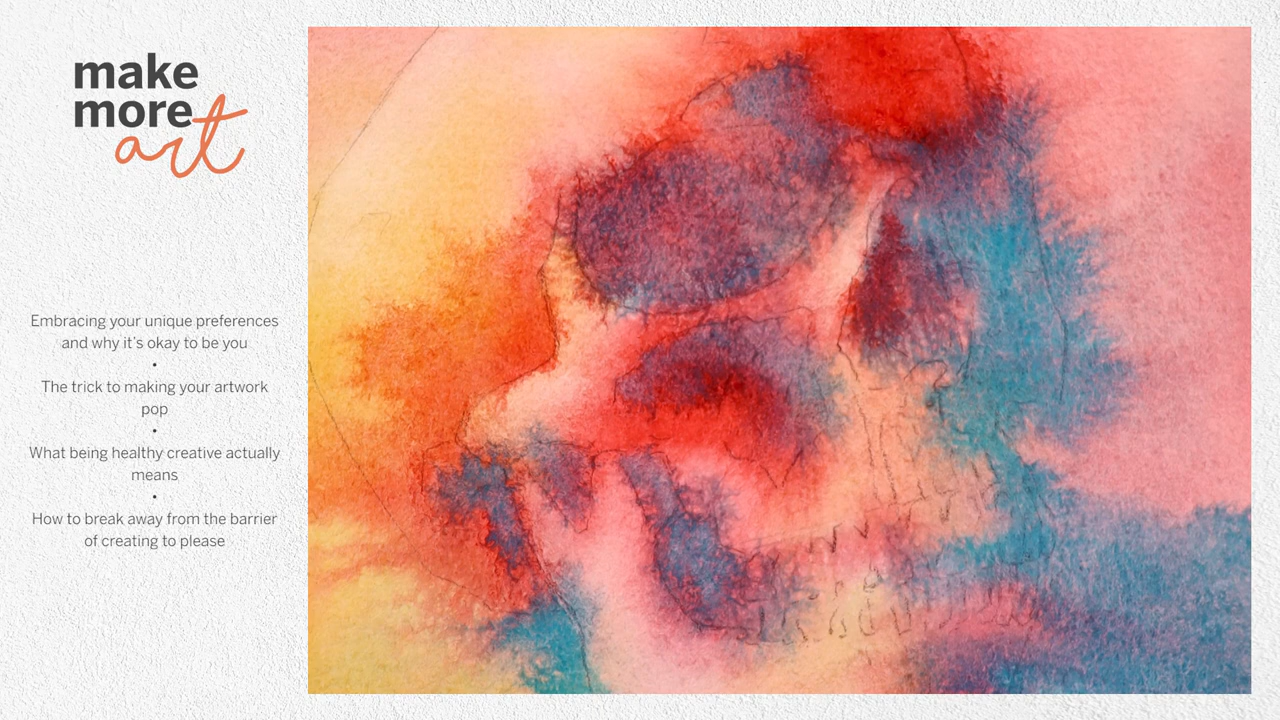 make
more
art
Embracing your unique preferences
and why it's okay to be you
•
The trick to making your artwork
pop
•
What being healthy creative actually
means
•
How to break away from the barrier
of creating to please